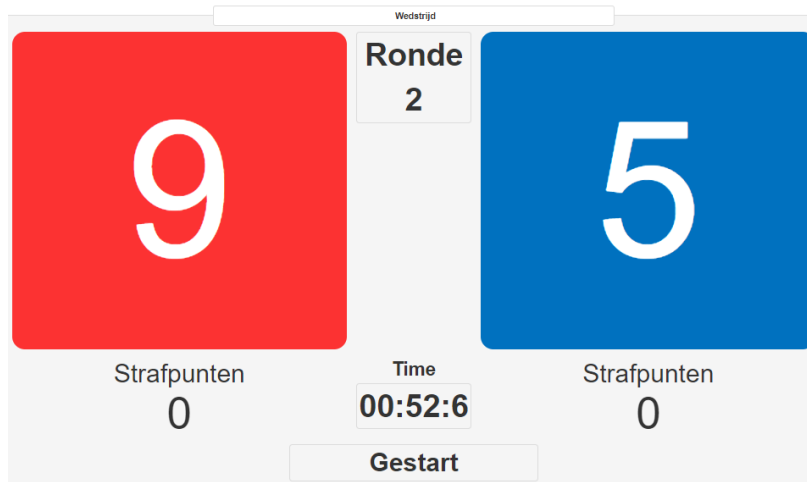 Wedstrijd
Ronde
2
9
5
Strafpunten
0
Time
00:52:6
Strafpunten
0
Gestart